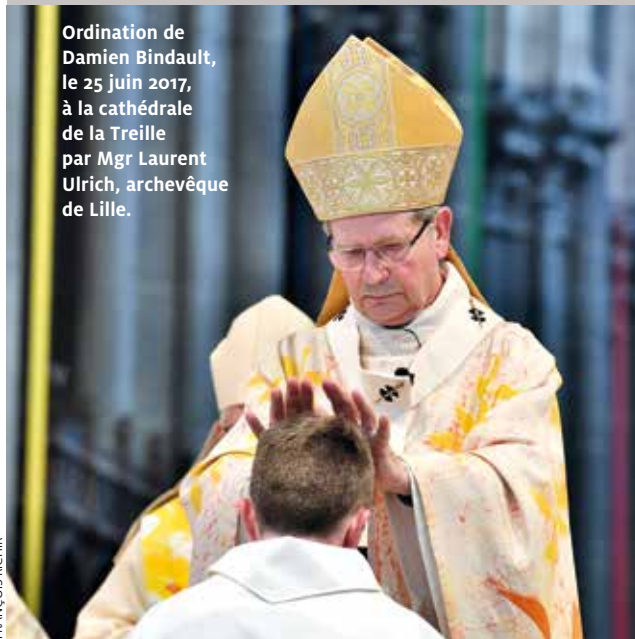 Ordination de
Damien Bindault,
le 25 juin 2017,
à la cathédrale
de la Treille
par Mgr Laurent
Ulrich, archevêque
de Lille.